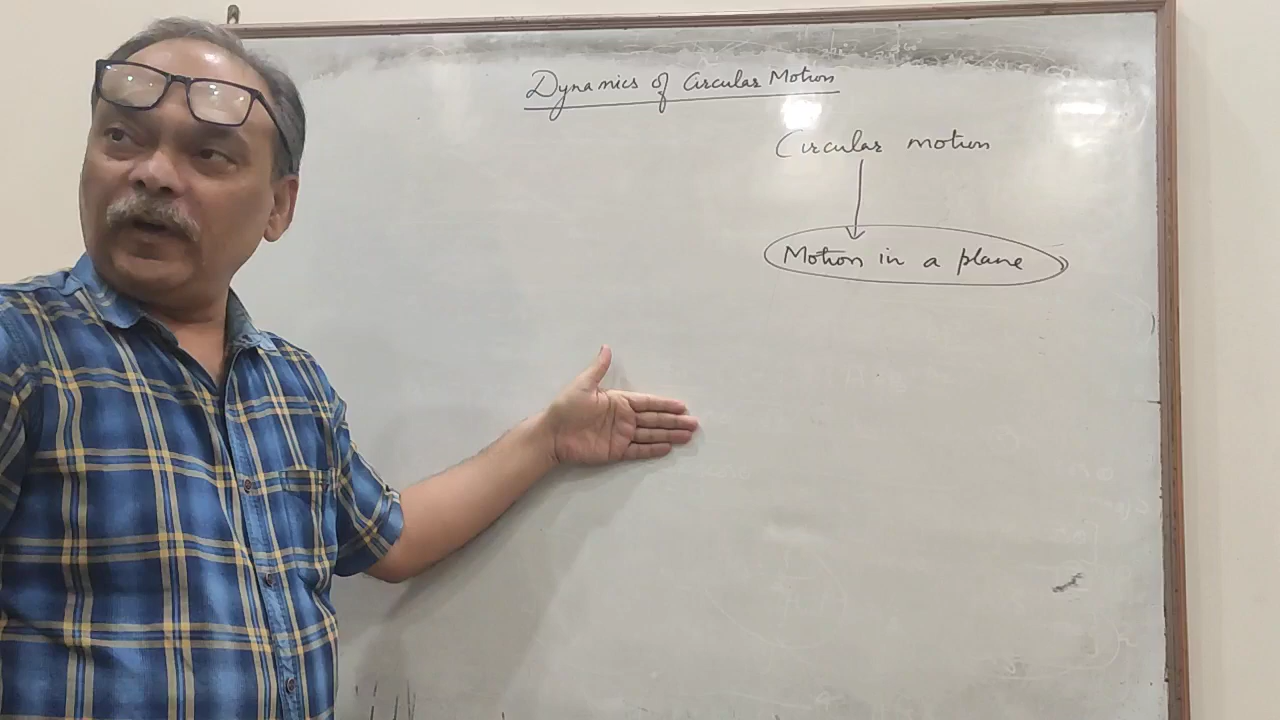 Dynamics of Circular Motion
Circular motion
Motion in a plane